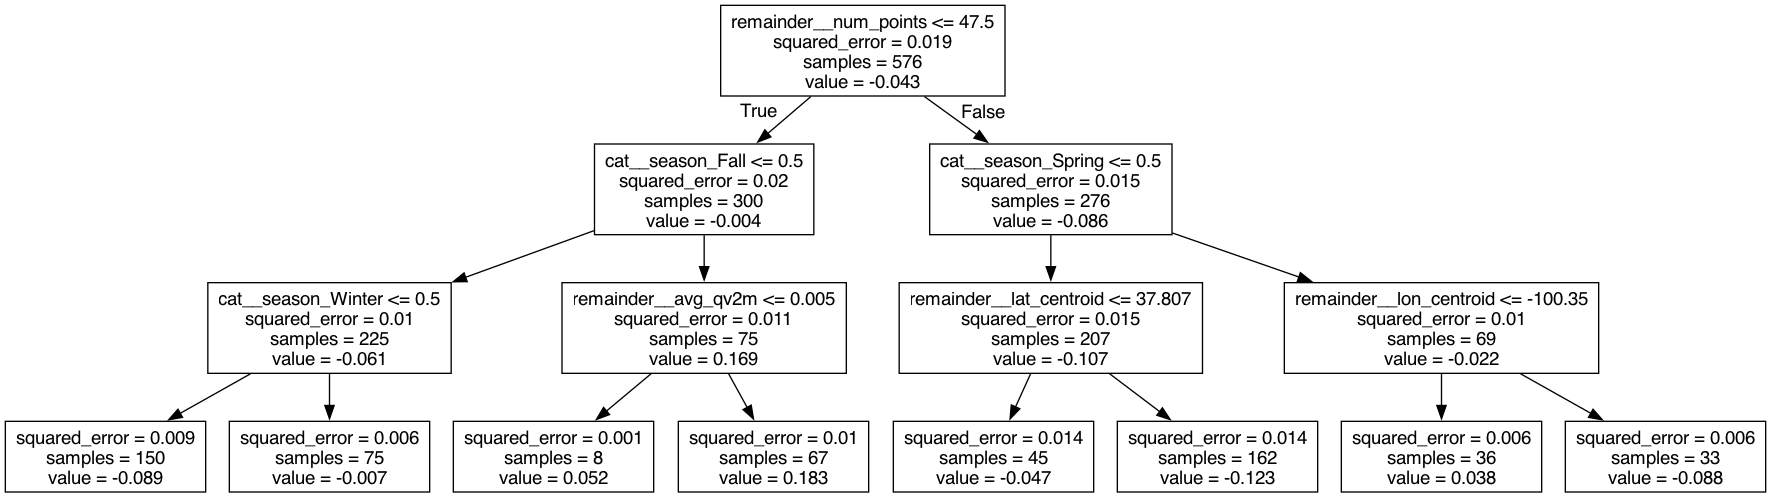 remainder__num_points <= 47.5
squared_error = 0.019
samples = 576
value = -0.043
True
False
cat__season_Fall <= 0.5
squared_error = 0.02
samples = 300
value = -0.004
cat__season_Spring <= 0.5
squared_error = 0.015
samples = 276
value = -0.086
cat__season_Winter <= 0.5
squared_error = 0.01
samples = 225
value = -0.061
remainder__avg_qv2m <= 0.005
squared_error = 0.011
samples = 75
value = 0.169
remainder__lat_centroid <= 37.807
squared_error = 0.015
samples = 207
value = -0.107
remainder__lon_centroid <= -100.35
squared_error = 0.01
samples = 69
value = -0.022
squared_error = 0.009
samples = 150
value = -0.089
squared_error = 0.006
samples = 75
value = -0.007
squared_error = 0.001
samples = 8
value = 0.052
squared_error = 0.01
samples = 67
value = 0.183
squared_error = 0.014
samples = 45
value = -0.047
squared_error = 0.014
samples = 162
value = -0.123
squared_error = 0.006
samples = 36
value = 0.038
squared_error = 0.006
samples = 33
value = -0.088